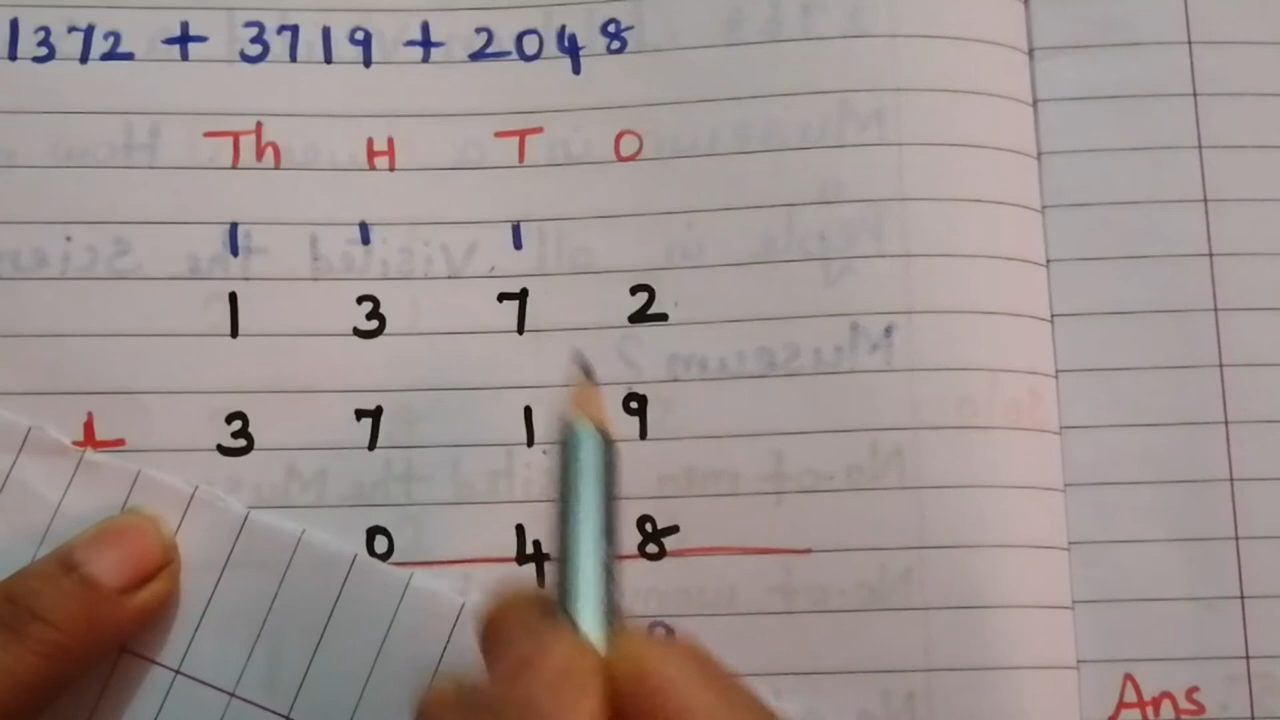 1372 + 3719 + 2048
Th H T O
1 1 1
1 3 7 2
+ 3 7 1 9
0 4 8
Ans